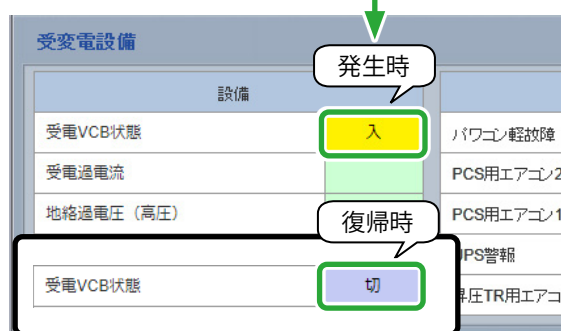 受変電設備
発生時
設備
受電VCB状態
入
パワコン軽故障
受電過電流
PCS用エアコン2
地絡過電圧（高圧）
復帰時
PCS用エアコン1
UPS警報
受電VCB状態
切
昇圧TR用エアコ